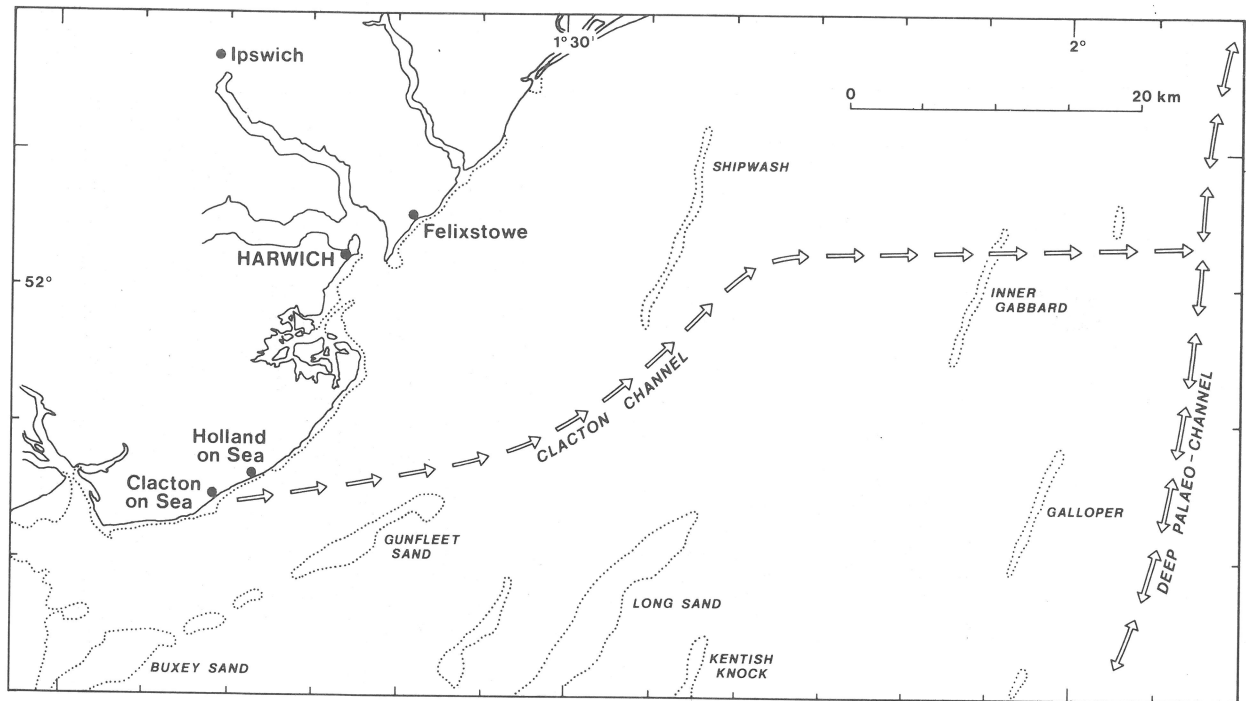 1° 30'
2°
Ipswich
0
20 km
SHIPWASH
Felixstowe
HARWICH
52°
INNER
GABBARD
CLACTON CHANNEL
DEEP PALAEO-CHANNEL
Holland
on Sea
Clacton
on Sea
GUNFLEET
SAND
GALLOPER
LONG SAND
BUXEY SAND
KENTISH
KNOCK